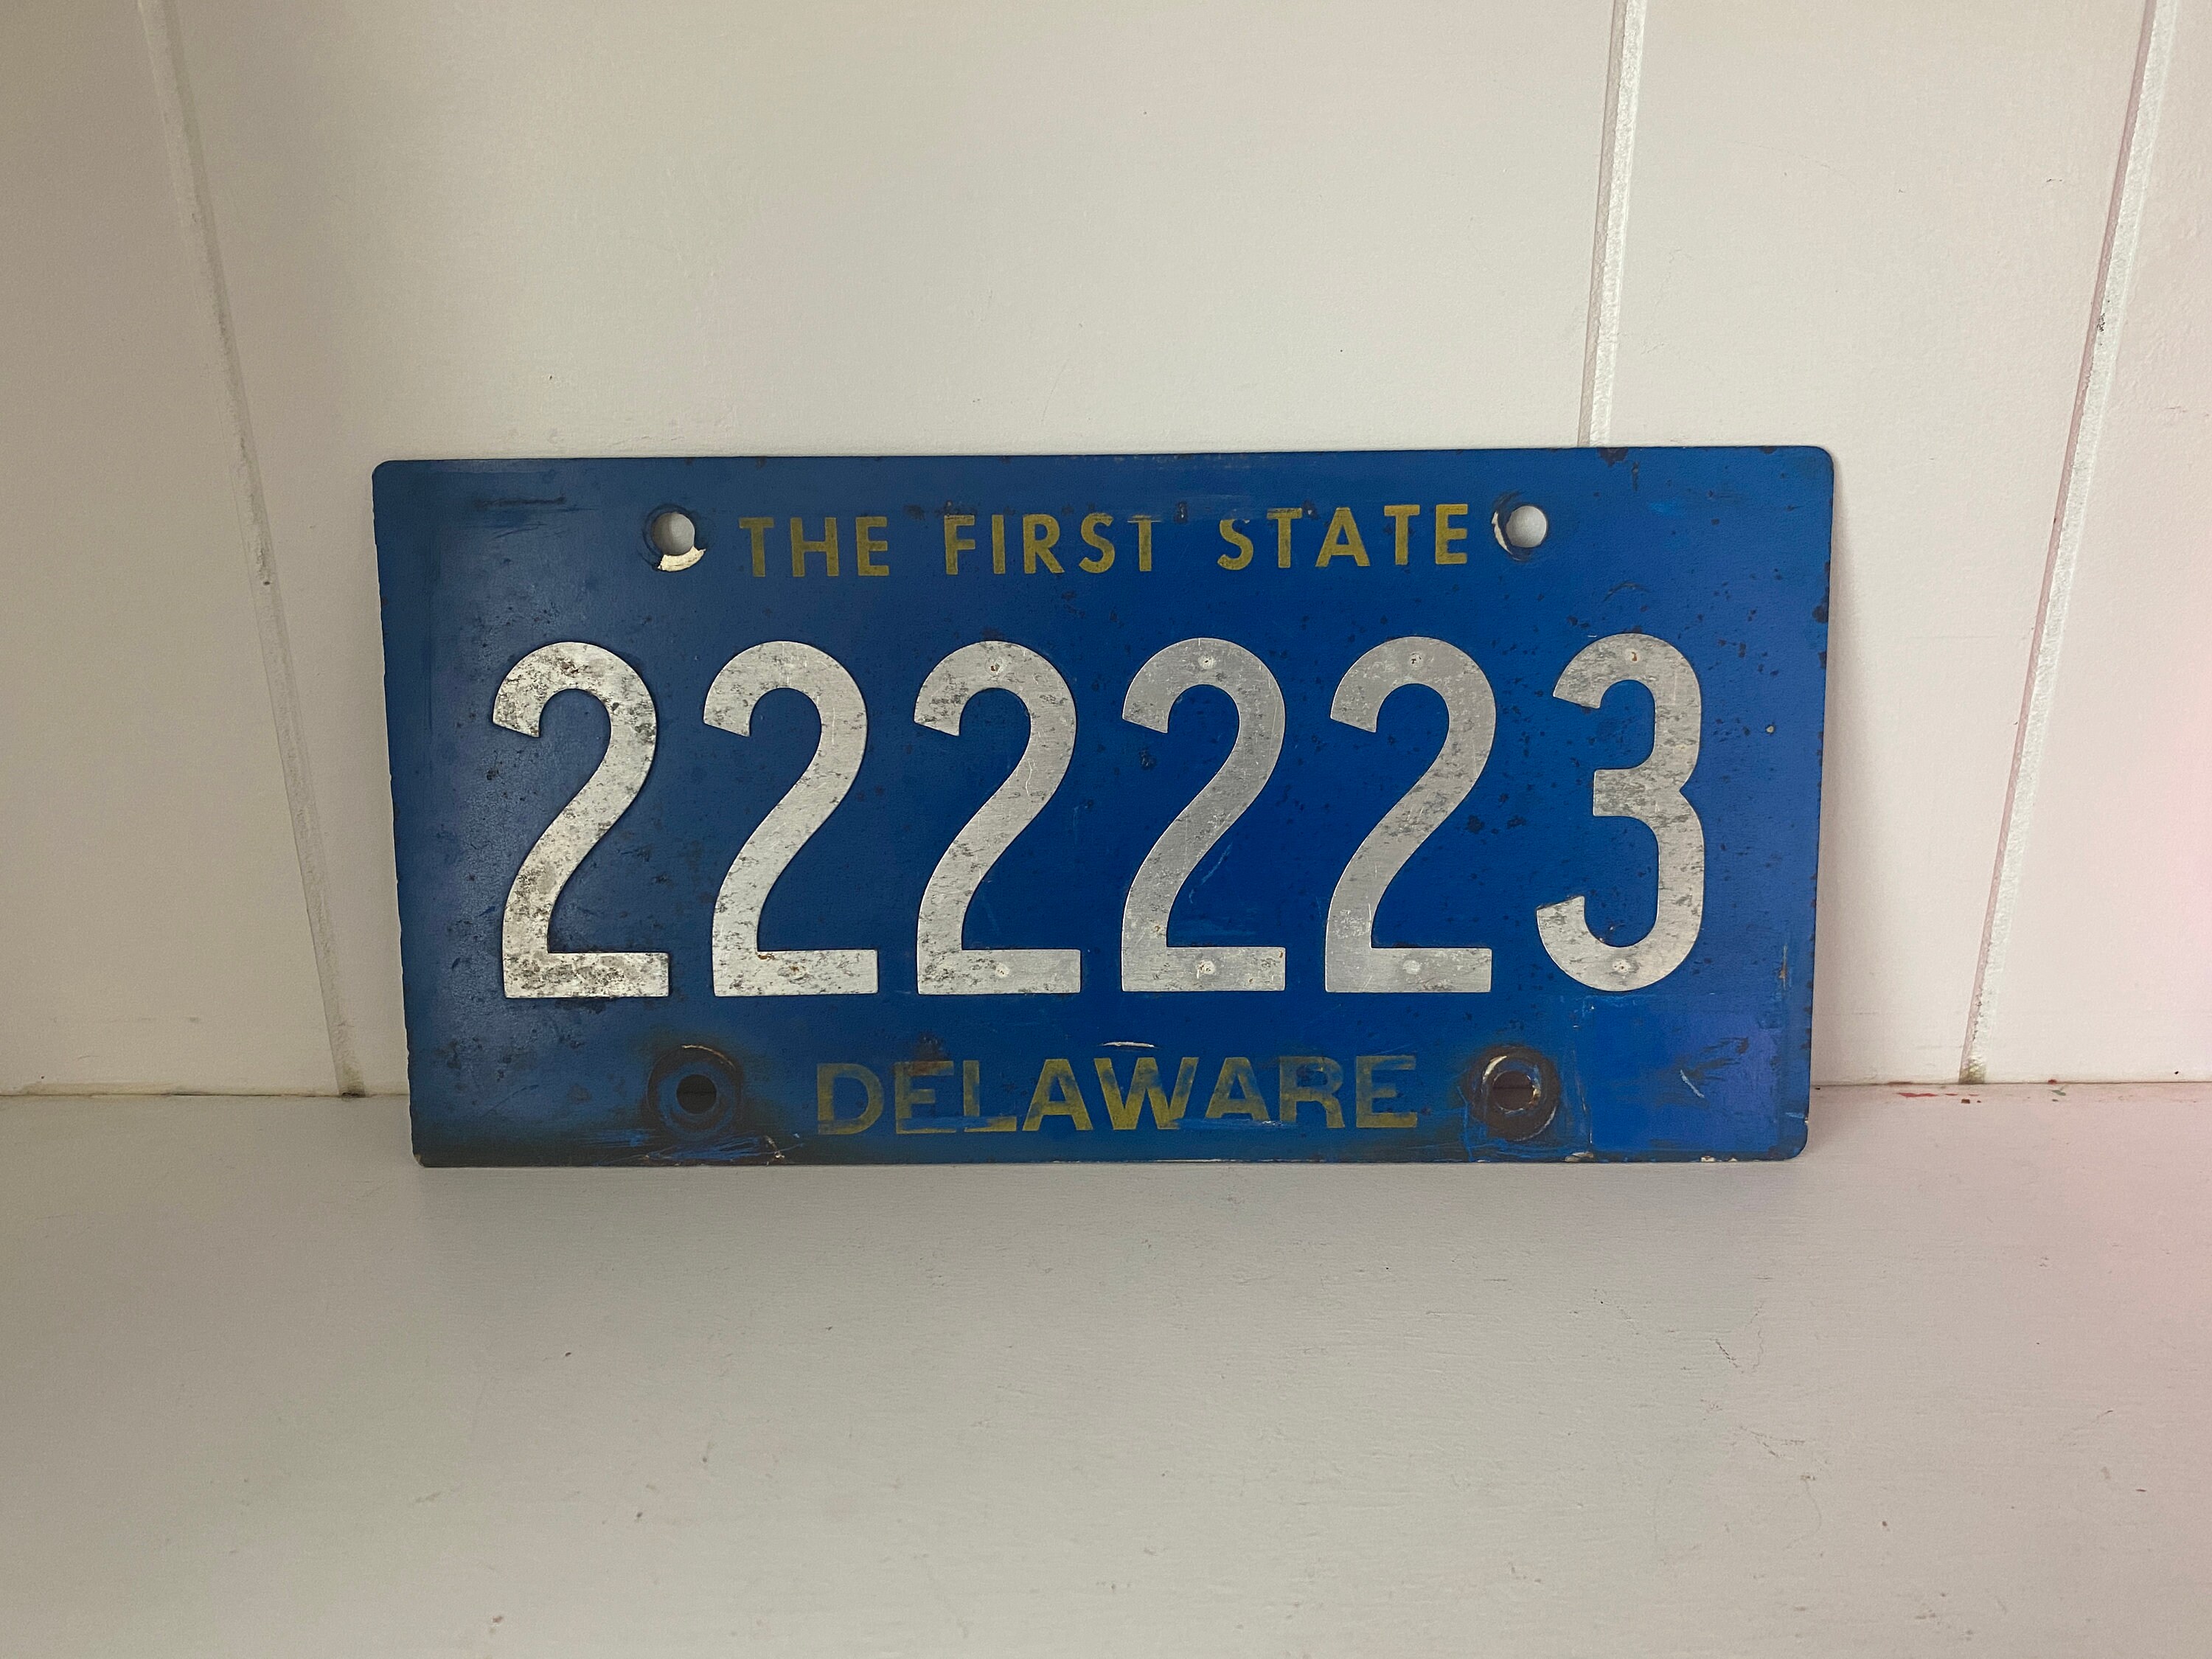 THE FIRST STATE
222223
DELAWARE